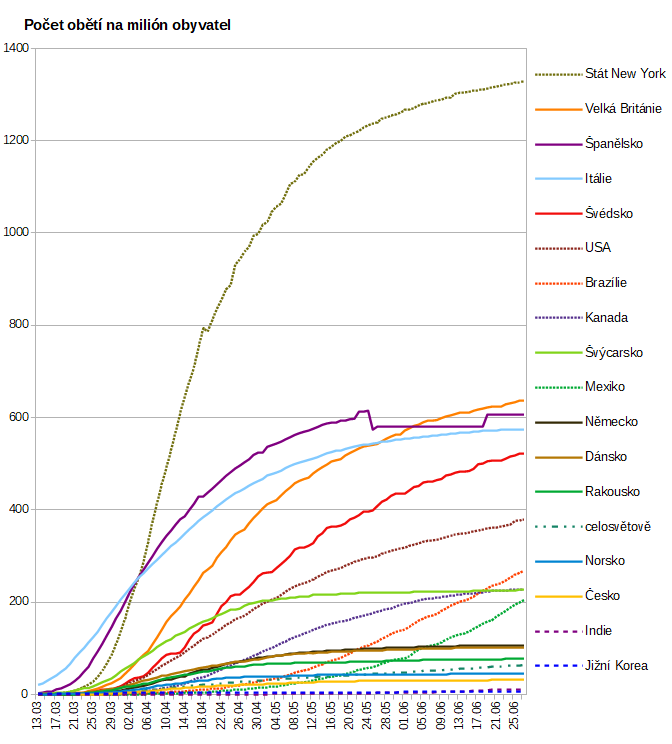 Počet obětí na milión obyvatel
1400
1200
1000
800
600
400
200
0
Stát New York
Velká Británie
Španělsko
Itálie
Švédsko
USA
Brazílie
Kanada
Švýcarsko
Mexiko
Německo
Dánsko
Rakousko
celosvětově
Norsko
Česko
Indie
Jižní Korea
13.03
17.03
21.03
25.03
29.03
02.04
06.04
10.04
14.04
18.04
22.04
26.04
30.04
04.05
08.05
12.05
16.05
20.05
24.05
28.05
01.06
05.06
09.06
13.06
17.06
21.06
25.06